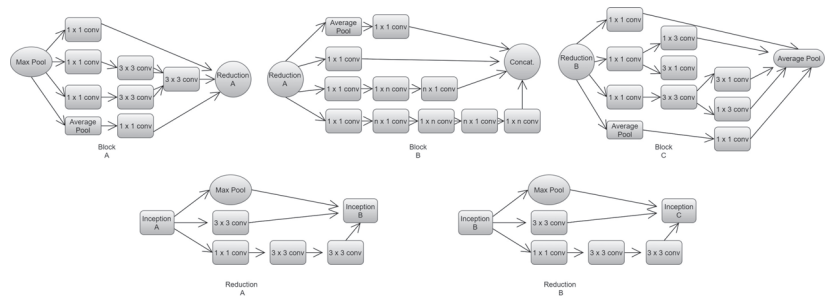 Max Pool
1 x 1 conv
1 x 1 conv
3 x 3 conv
3 x 3 conv
1 x 1 conv
3 x 3 conv
Average
Pool
1 x 1 conv
Reduction
A
Block
A
Reduction
A
Average
Pool
1 x 1 conv
1 x 1 conv
1 x 1 conv
1 x n conv
n x 1 conv
1 x 1 conv
n x 1 conv
1 x n conv
n x 1 conv
1 x n conv
Concat.
Block
B
Reduction
B
1 x 1 conv
1 x 1 conv
1 x 3 conv
3 x 1 conv
1 x 1 conv
3 x 3 conv
3 x 1 conv
1 x 3 conv
Average
Pool
1 x 1 conv
Average Pool
Block
C
Inception
A
Max Pool
3 x 3 conv
1 x 1 conv
3 x 3 conv
3 x 3 conv
Inception
B
Reduction
A
Inception
B
Max Pool
3 x 3 conv
1 x 1 conv
3 x 3 conv
3 x 3 conv
Inception
C
Reduction
B